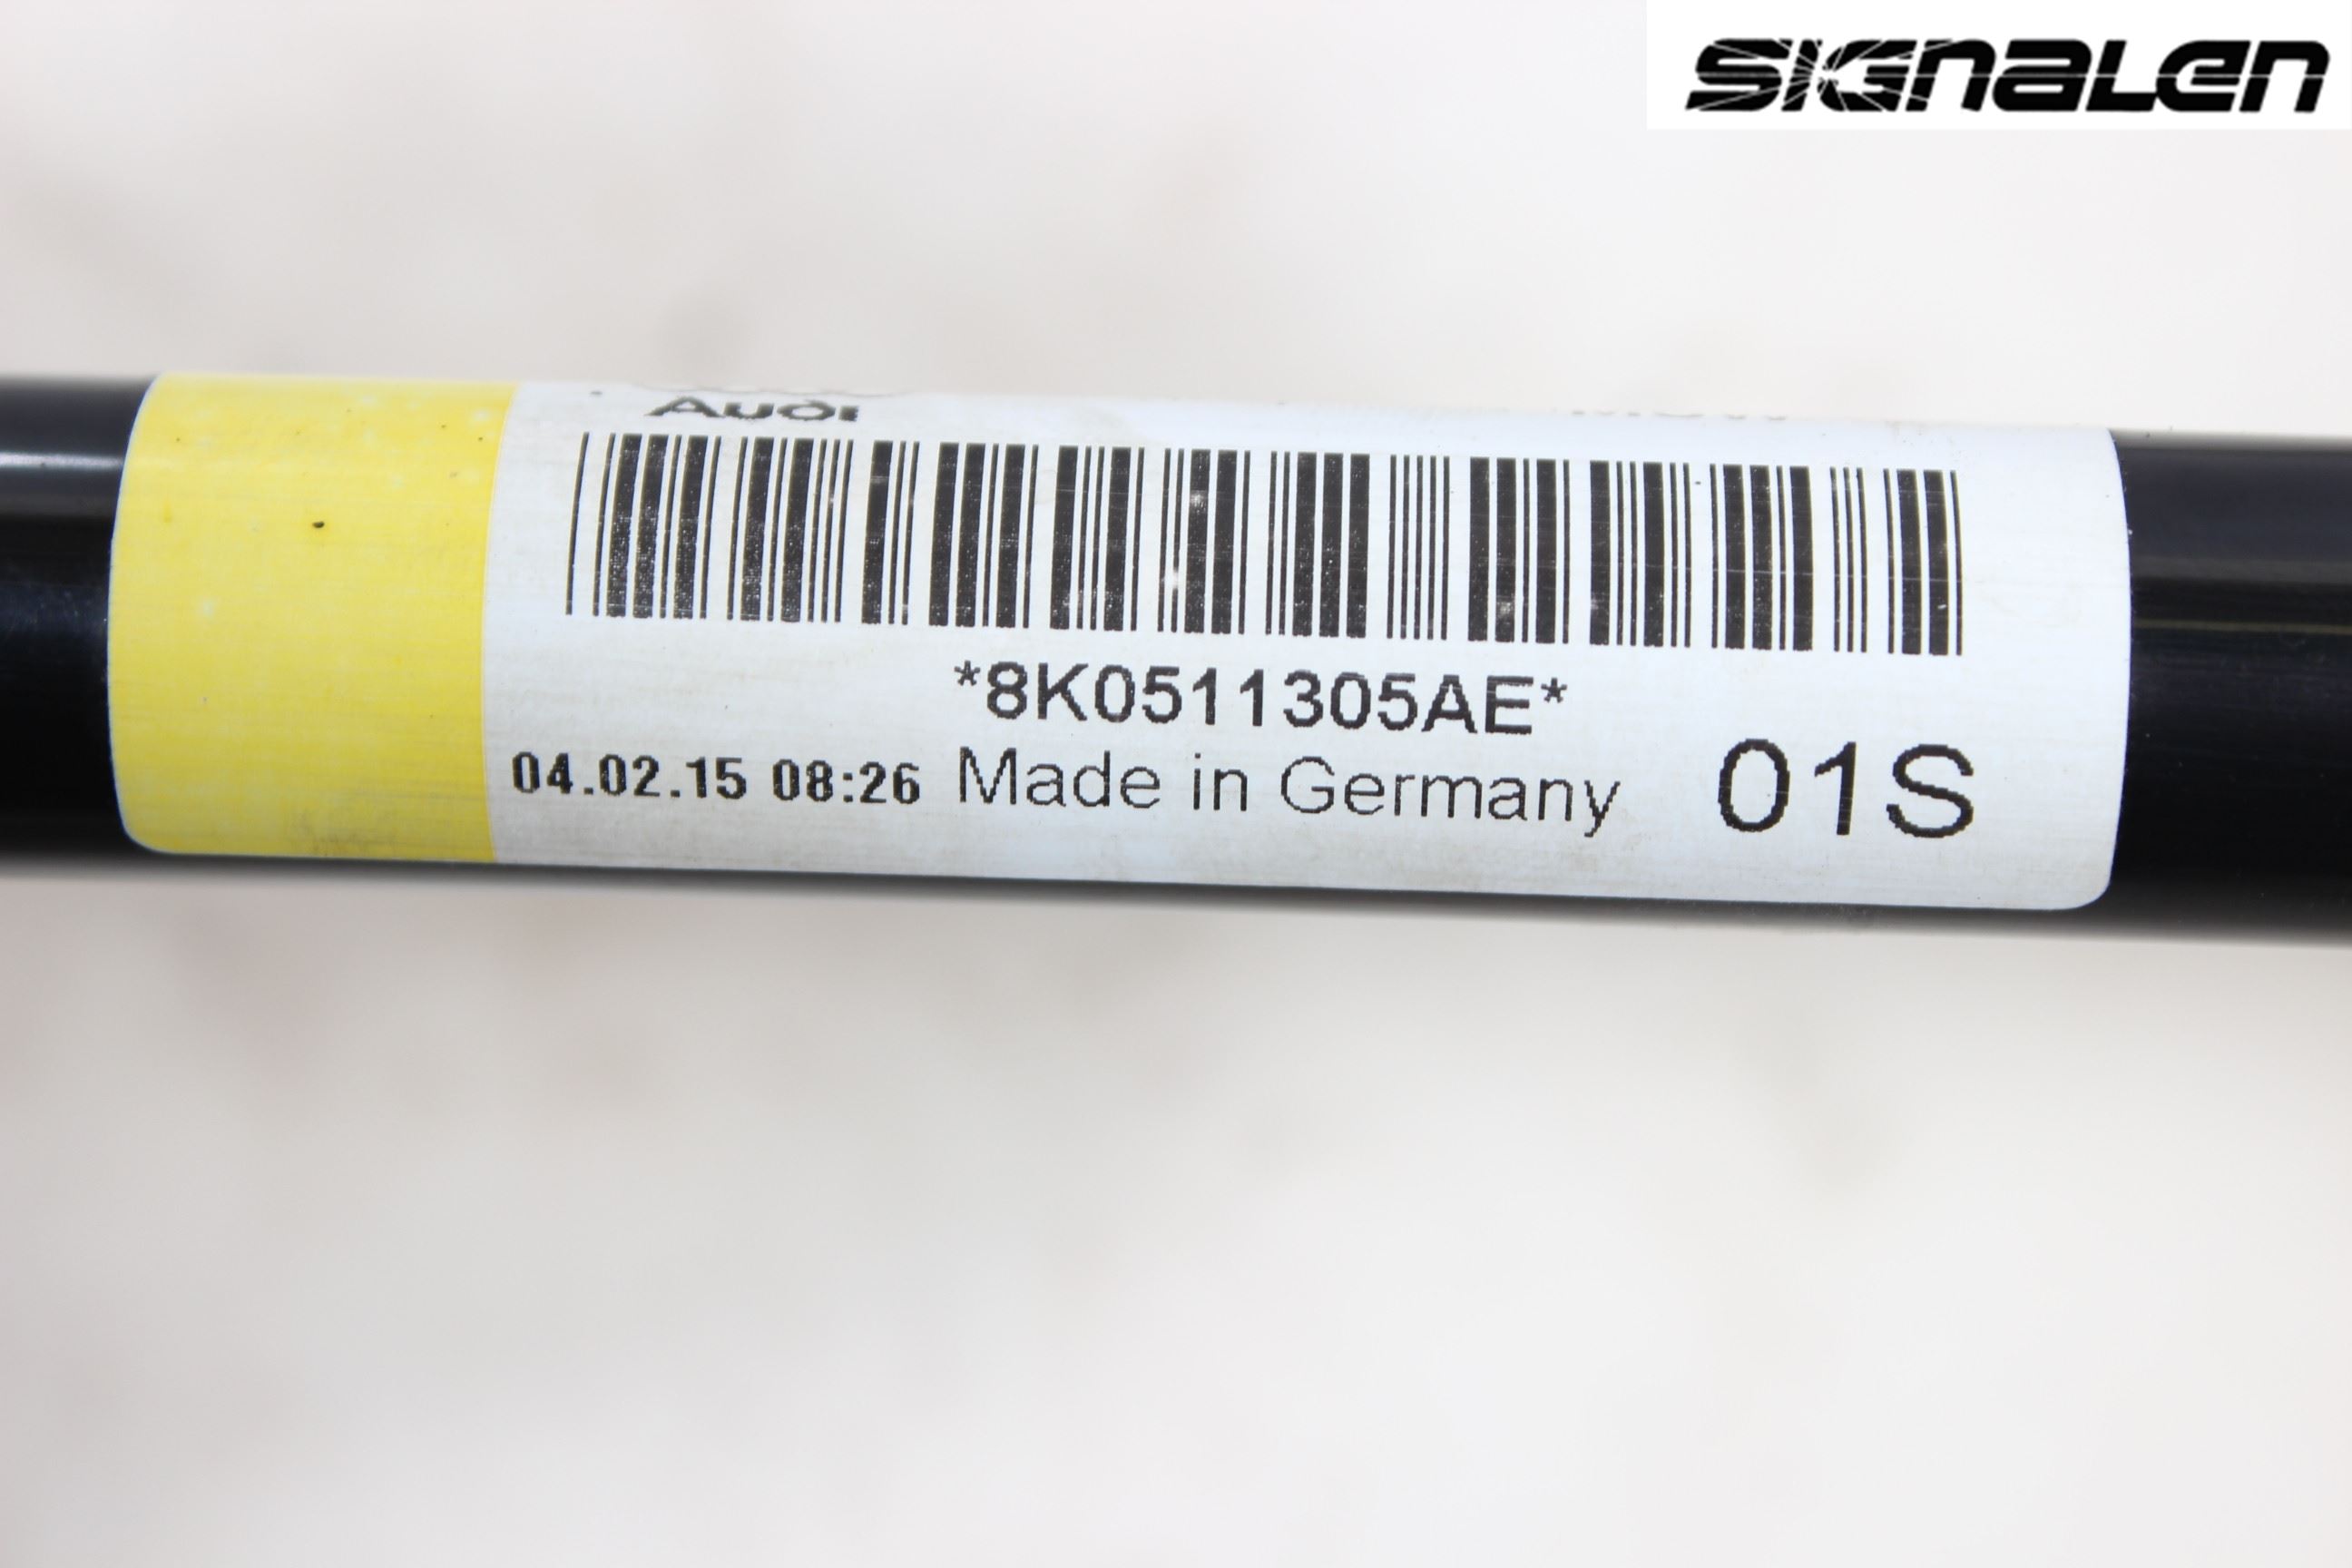 SIGNALEN
Audi
*8K0511305AE*
04.02.15 08:26 Made in Germany 01S